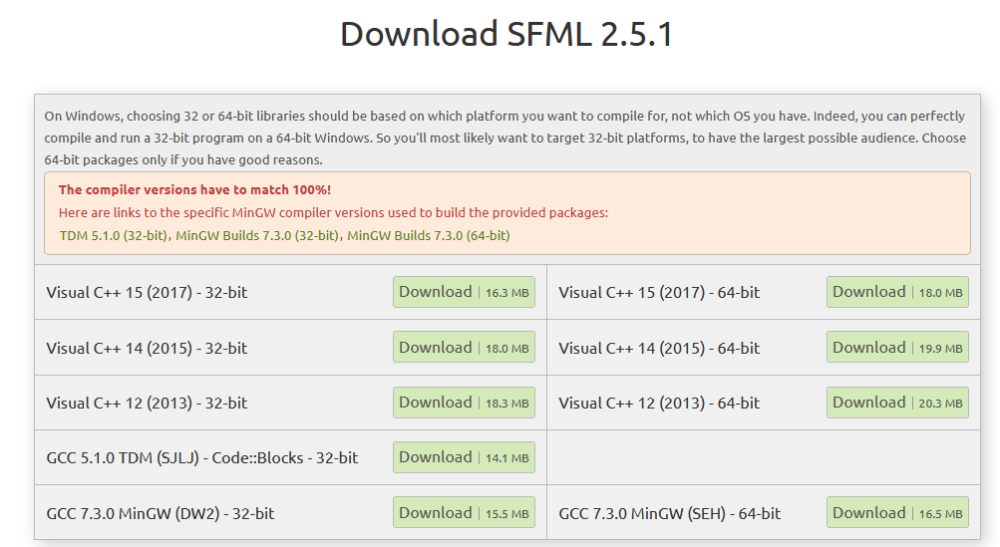 Download SFML 2.5.1
On Windows, choosing 32 or 64-bit libraries should be based on which platform you want to compile for, not which OS you have. Indeed, you can perfectly
compile and run a 32-bit program on a 64-bit Windows. So you'll most likely want to target 32-bit platforms, to have the largest possible audience. Choose
64-bit packages only if you have good reasons.
The compiler versions have to match 100%!
Here are links to the specific MinGW compiler versions used to build the provided packages:
TDM 5.1.0 (32-bit), MinGW Builds 7.3.0 (32-bit), MinGW Builds 7.3.0 (64-bit)
Visual C++ 15 (2017) - 32-bit Download | 16.3 MB Visual C++ 15 (2017) - 64-bit Download | 18.0 MB
Visual C++ 14 (2015) - 32-bit Download | 18.0 MB Visual C++ 14 (2015) - 64-bit Download | 19.9 MB
Visual C++ 12 (2013) - 32-bit Download | 18.3 MB Visual C++ 12 (2013) - 64-bit Download | 20.3 MB
GCC 5.1.0 TDM (SJLJ) - Code::Blocks - 32-bit Download | 14.1 MB
GCC 7.3.0 MinGW (DW2) - 32-bit Download | 15.5 MB GCC 7.3.0 MinGW (SEH) - 64-bit Download | 16.5 MB